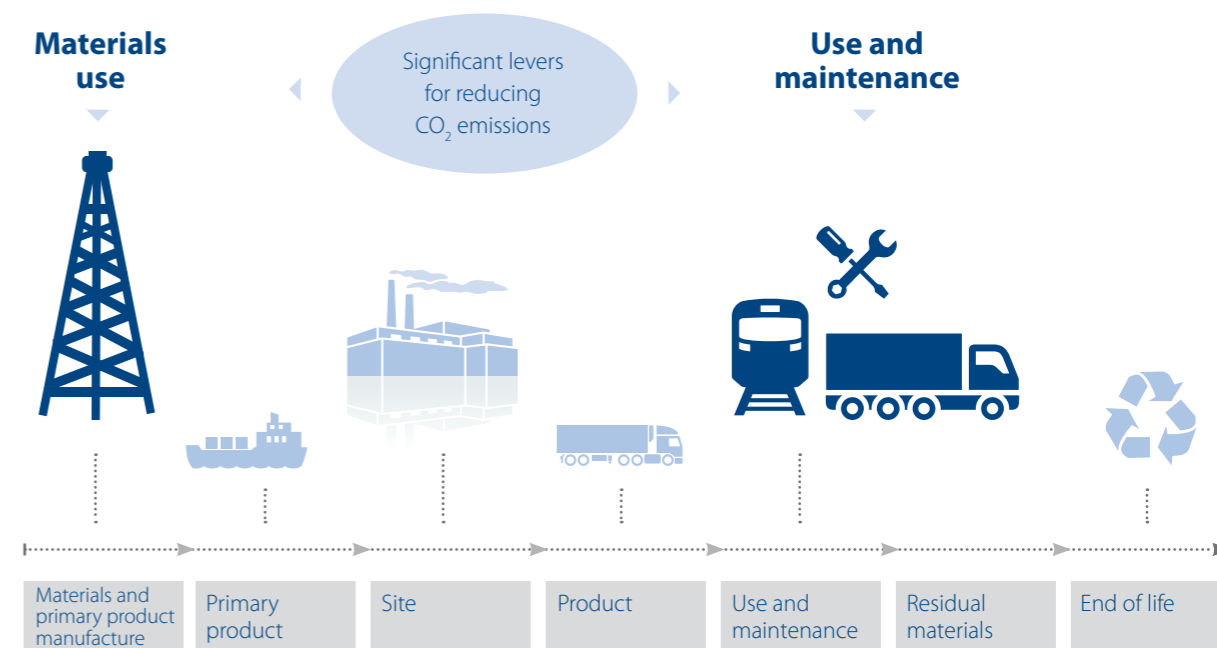 Materials
use
Significant levers
for reducing
CO₂ emissions
Use and
maintenance
Materials and
primary product
manufacture
Primary
product
Site
Product
Use and
maintenance
Residual
materials
End of life